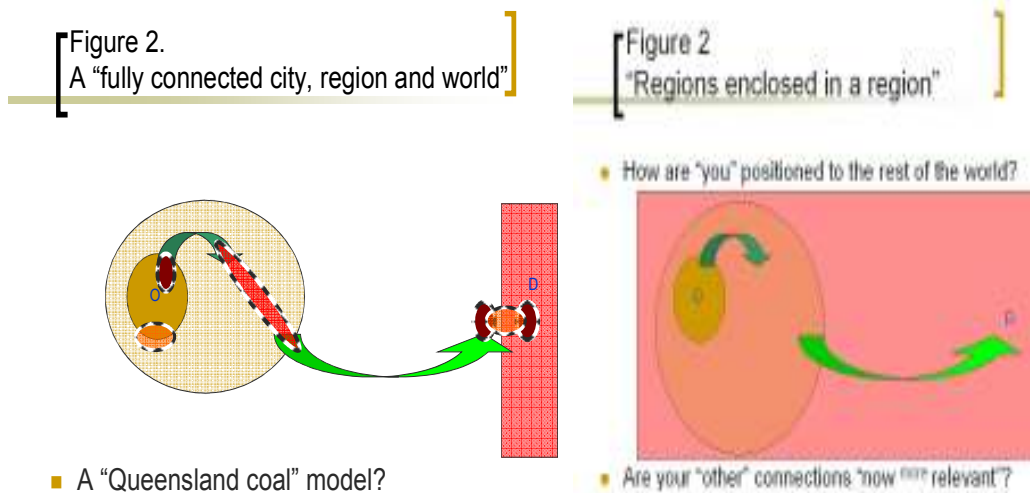 Figure 2.
A “fully connected city, region and world”
O
D
A “Queensland coal” model?
Figure 2
“Regions enclosed in a region”
How are “you” positioned to the rest of the world?
Are your “other” connections “now more relevant”?